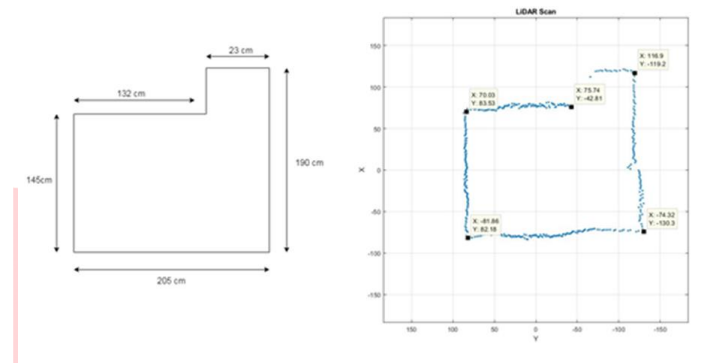 23 cm
132 cm
145cm
190 cm
205 cm
LiDAR Scan
X: 116.9
Y: -119.2
X: 70.03
Y: 83.53
X: 75.74
Y: -42.81
X: -81.86
Y: 82.18
X: -74.32
Y: -130.3
150
100
50
0
-50
-100
-150
X
150
100
50
0
-50
-100
-150
Y